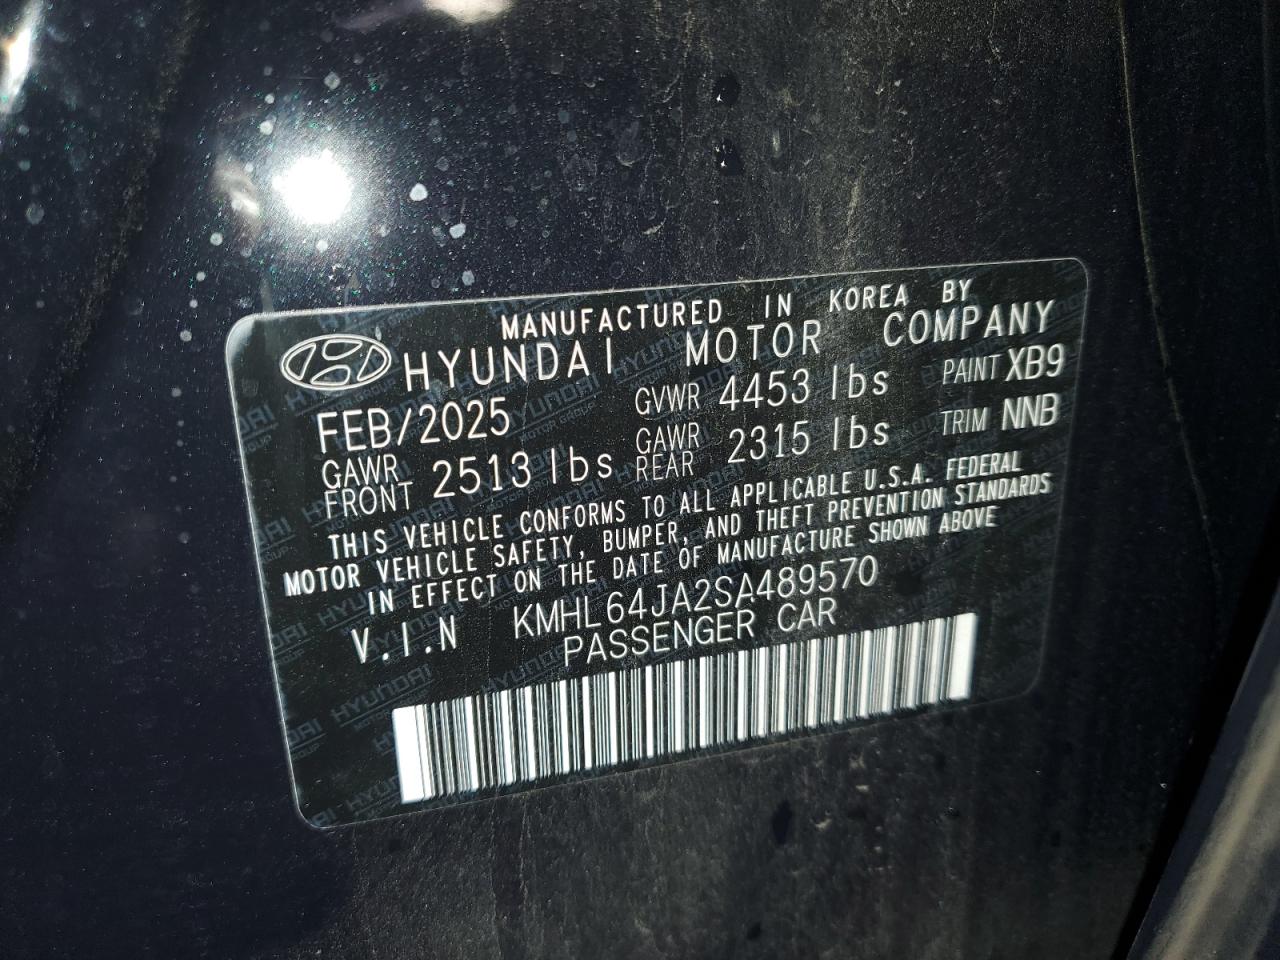 MANUFACTURED IN KOREA BY
HYUNDAI MOTOR COMPANY
FEB/2025 GVWR 4453 lbs PAINT XB9
GAWR FRONT 2513 lbs GAWR REAR 2315 lbs TRIM NNB
THIS VEHICLE CONFORMS TO ALL APPLICABLE U.S.A. FEDERAL
MOTOR VEHICLE SAFETY, BUMPER, AND THEFT PREVENTION STANDARDS
IN EFFECT ON THE DATE OF MANUFACTURE SHOWN ABOVE
V.I.N KMHL64JA2SA489570
PASSENGER CAR